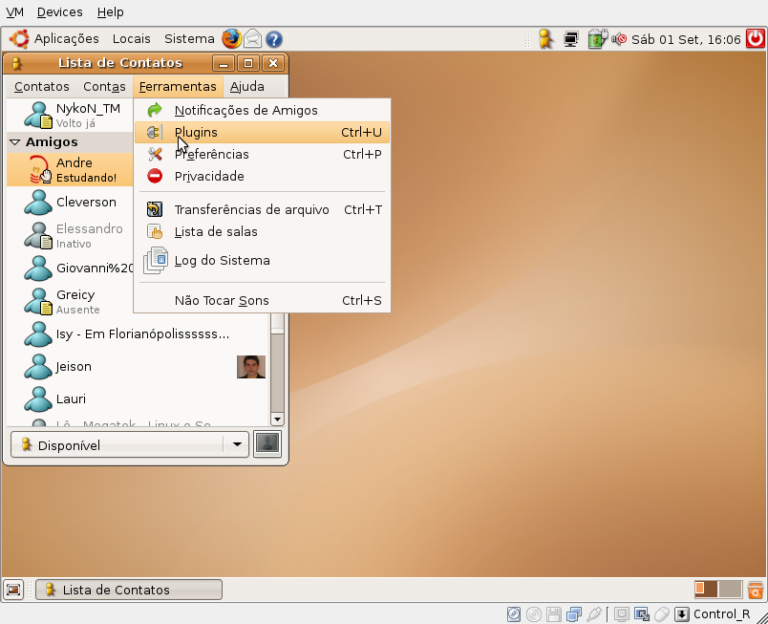 VM Devices Help
Aplicações Locais Sistema Sáb 01 Set, 16:06
Lista de Contatos
Contatos Contas Ferramentas Ajuda
NykoN_TM
Volto já
Amigos
Andre
Estudando!
Cleverson
Elessandro
Inativo
Giovanni%20
Greicy
Ausente
Isy - Em Florianópolissssss...
Jeison
Lauri
Notificações de Amigos
Plugins Ctrl+U
Preferências Ctrl+P
Privacidade
Transferências de arquivo Ctrl+T
Lista de salas
Log do Sistema
Não Tocar Sons Ctrl+S
Disponível
Lista de Contatos
Control_R